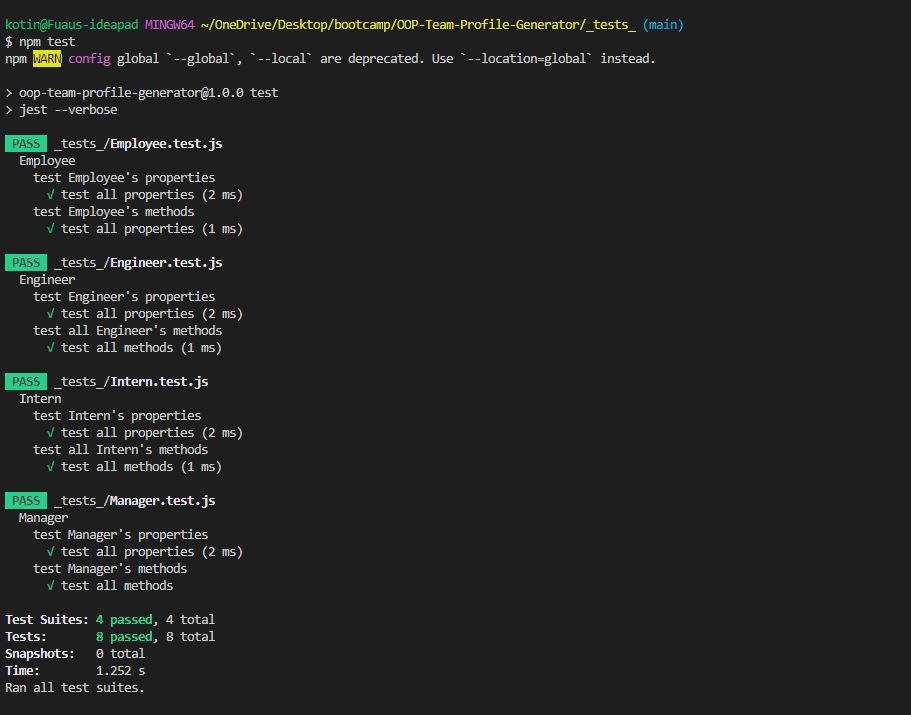 kotin@Fuaus-ideapad MINGW64 ~/OneDrive/Desktop/bootcamp/OOP-Team-Profile-Generator/_tests_ (main)
$ npm test
npm WARN config global `--global`, `--local` are deprecated. Use `--location=global` instead.
> oop-team-profile-generator@1.0.0 test
> jest --verbose
PASS _tests_/Employee.test.js
Employee
test Employee's properties
√ test all properties (2 ms)
test Employee's methods
√ test all properties (1 ms)
PASS _tests_/Engineer.test.js
Engineer
test Engineer's properties
√ test all properties (2 ms)
test all Engineer's methods
√ test all methods (1 ms)
PASS _tests_/Intern.test.js
Intern
test Intern's properties
√ test all properties (2 ms)
test all Intern's methods
√ test all methods (1 ms)
PASS _tests_/Manager.test.js
Manager
test Manager's properties
√ test all properties (2 ms)
test Manager's methods
√ test all methods
Test Suites: 4 passed, 4 total
Tests: 8 passed, 8 total
Snapshots: 0 total
Time: 1.252 s
Ran all test suites.